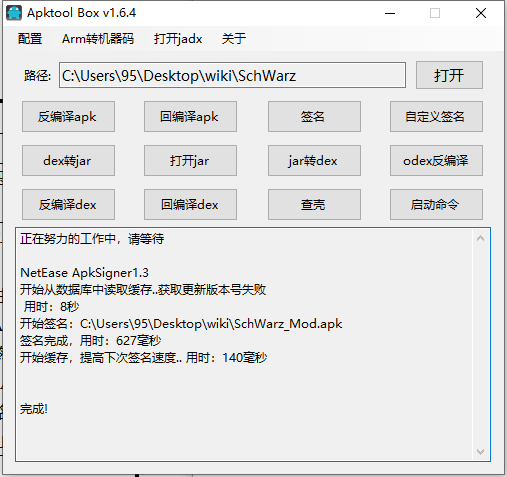 Apktool Box v1.6.4
配置 Arm转机器码 打开jadx 关于
路径: C:\Users\95\Desktop\wiki\SchWarz 打开
反编译apk 回编译apk 签名 自定义签名
dex转jar 打开jar jar转dex odex反编译
反编译dex 回编译dex 查壳 启动命令
正在努力的工作中，请等待
NetEase ApkSigner1.3
开始从数据库中读取缓存..获取更新版本号失败
用时：8秒
开始签名：C:\Users\95\Desktop\wiki\SchWarz_Mod.apk
签名完成，用时：627毫秒
开始缓存，提高下次签名速度.. 用时：140毫秒
完成!